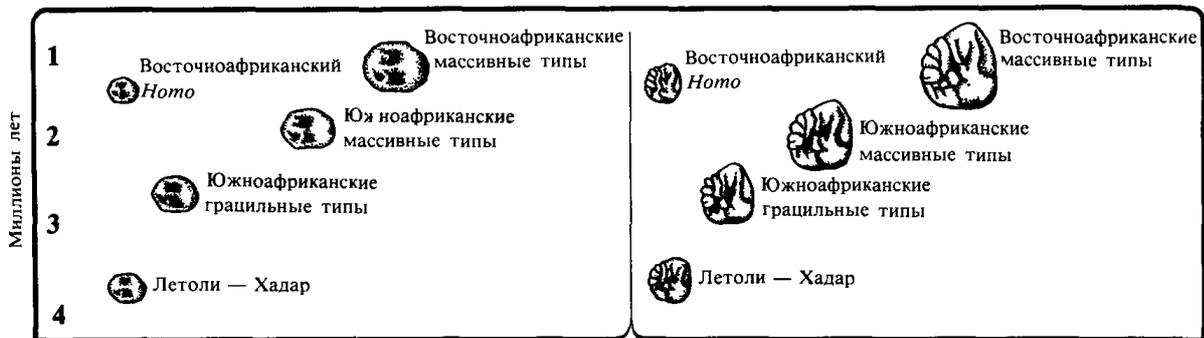 Миллионы лет
1
2
3
4
Восточноафриканские
массивные типы
Восточноафриканский
Homo
Южноафриканские
массивные типы
Южноафриканские
грацильные типы
Летоли — Хадар
Восточноафриканские
массивные типы
Восточноафриканский
Homo
Южноафриканские
массивные типы
Южноафриканские
грацильные типы
Летоли — Хадар